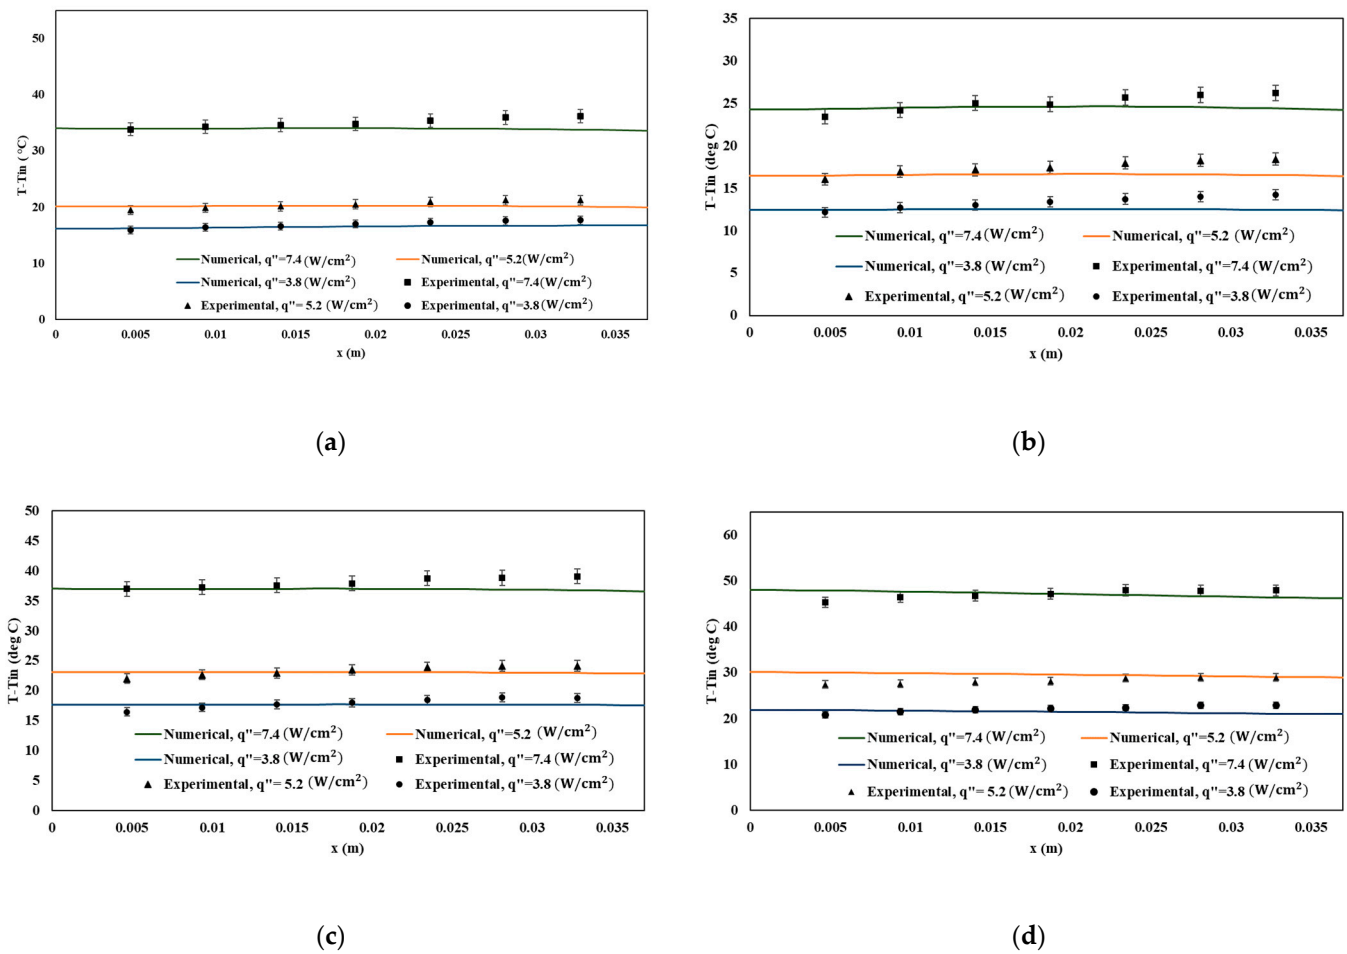 50
40
30
20
10
0
T-Tin (°C)
Numerical, q"=7.4 (W/cm²)
Numerical, q"=5.2(W/cm²)
Numerical, q"=3.8 (W/cm²)
Experimental, q"=7.4(W/cm²)
Experimental, q"= 5.2 (W/cm²)
Experimental, q"=3.8 (W/cm²)
0 0.005 0.01 0.015 0.02 0.025 0.03 0.035
x (m)
(a)
35
30
25
20
15
10
5
0
T-Tin (deg C)
Numerical, q"=7.4 (W/cm²)
Numerical, q"=5.2 (W/cm²)
Numerical, q"=3.8 (W/cm²)
Experimental, q"=7.4 (W/cm²)
Experimental, q"=5.2 (W/cm²)
Experimental, q"=3.8 (W/cm²)
0 0.005 0.01 0.015 0.02 0.025 0.03 0.035
x (m)
(b)
50
45
40
35
30
25
20
15
10
5
0
T-Tin (deg C)
Numerical, q"=7.4 (W/cm²)
Numerical, q"=5.2 (W/cm²)
Numerical, q"=3.8 (W/cm²)
Experimental, q"=7.4 (W/cm²)
Experimental, q"= 5.2 (W/cm²)
Experimental, q"=3.8 (W/cm²)
0 0.005 0.01 0.015 0.02 0.025 0.03 0.035
x (m)
(c)
60
50
40
30
20
10
0
T-Tin (deg C)
Numerical, q"=7.4 (W/cm²)
Numerical, q"=5.2 (W/cm²)
Numerical, q"=3.8 (W/cm²)
Experimental, q"=7.4 (W/cm²)
Experimental, q"= 5.2 (W/cm²)
Experimental, q"=3.8 (W/cm²)
0 0.005 0.01 0.015 0.02 0.025 0.03 0.035
x (m)
(d)